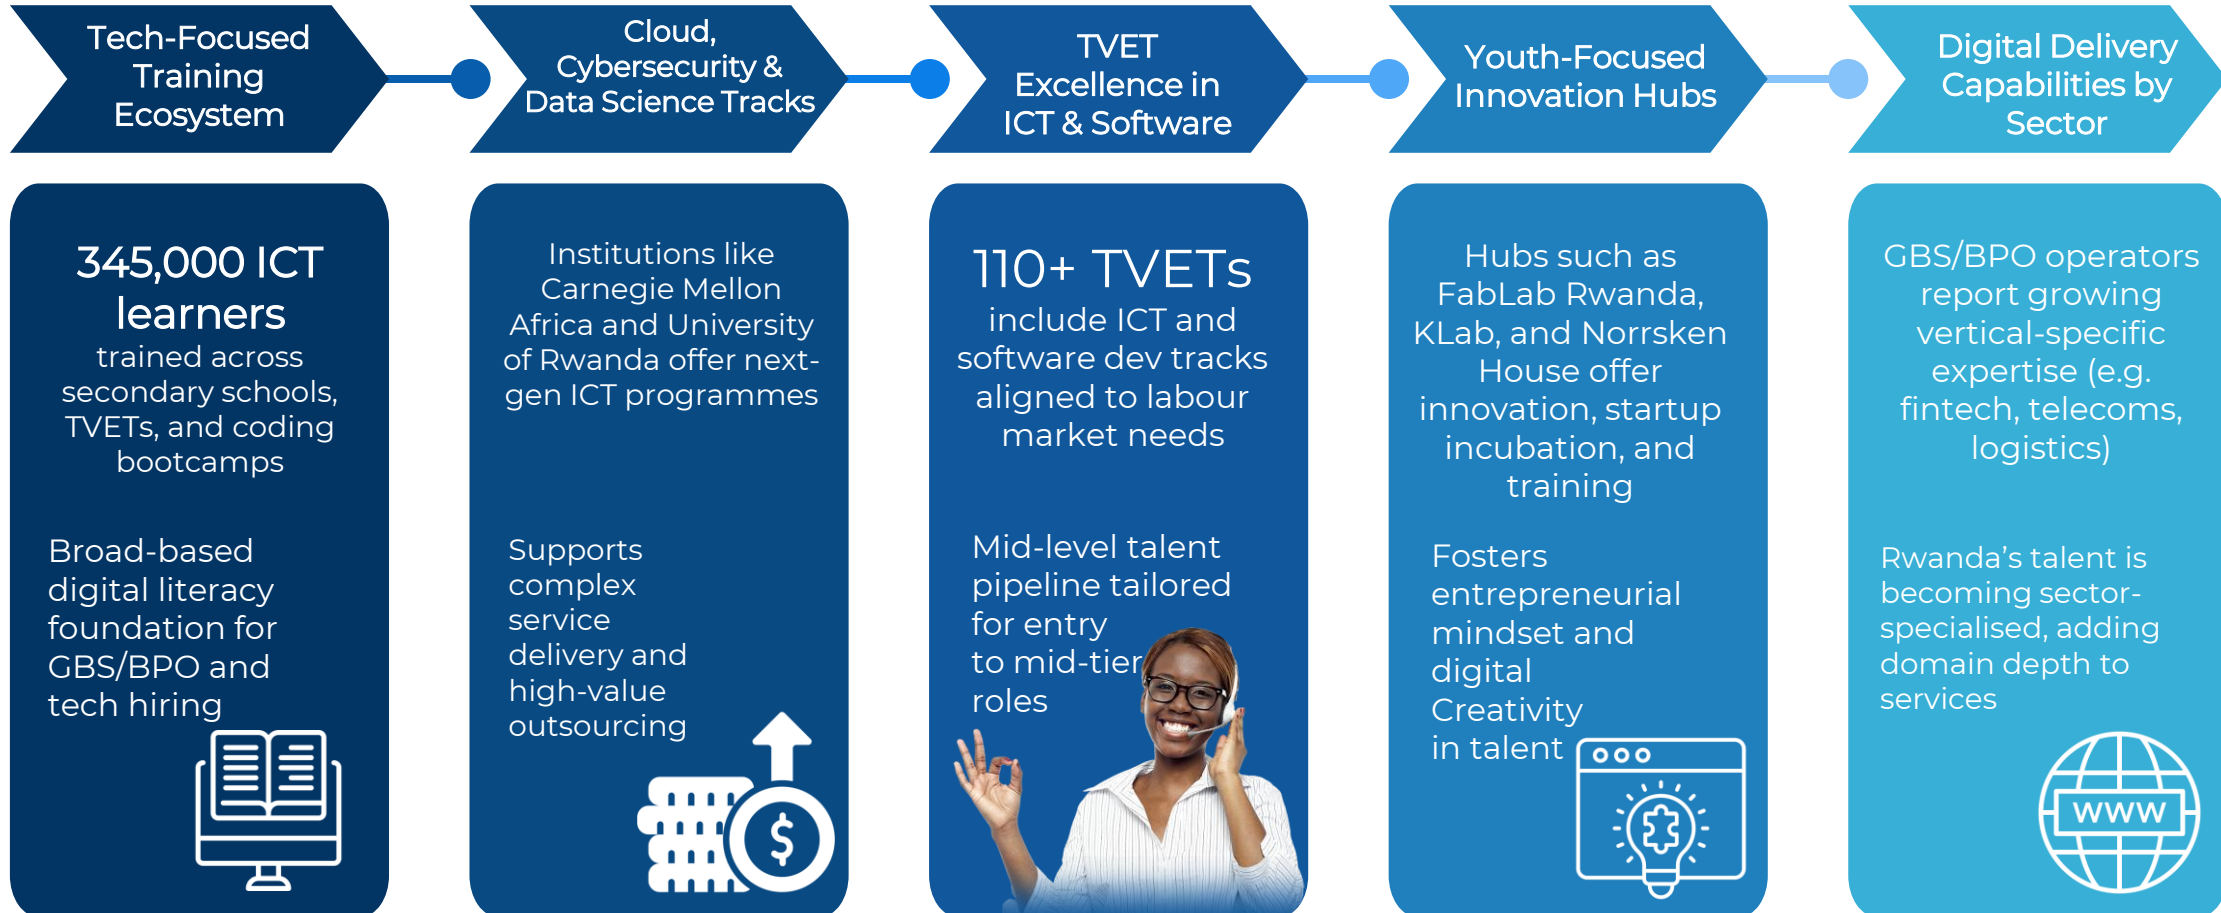 Tech-Focused
Training
Ecosystem
345,000 ICT
learners
trained across
secondary schools,
TVETs, and coding
bootcamps
Broad-based
digital literacy
foundation for
GBS/BPO and
tech hiring
Cloud,
Cybersecurity &
Data Science Tracks
Institutions like
Carnegie Mellon
Africa and University
of Rwanda offer next-
gen ICT programmes
Supports
complex
service
delivery and
high-value
outsourcing
$
TVET
Excellence in
ICT & Software
110+ TVETs
include ICT and
software dev tracks
aligned to labour
market needs
Mid-level talent
pipeline tailored
for entry
to mid-tier
roles
Youth-Focused
Innovation Hubs
Hubs such as
FabLab Rwanda,
KLab, and Norrsken
House offer
innovation, startup
incubation, and
training
Fosters
entrepreneurial
mindset and
digital
Creativity
in talent
Digital Delivery
Capabilities by
Sector
GBS/BPO operators
report growing
vertical-specific
expertise (e.g.
fintech, telecoms,
logistics)
Rwanda’s talent is
becoming sector-
specialised, adding
domain depth to
services
WWW